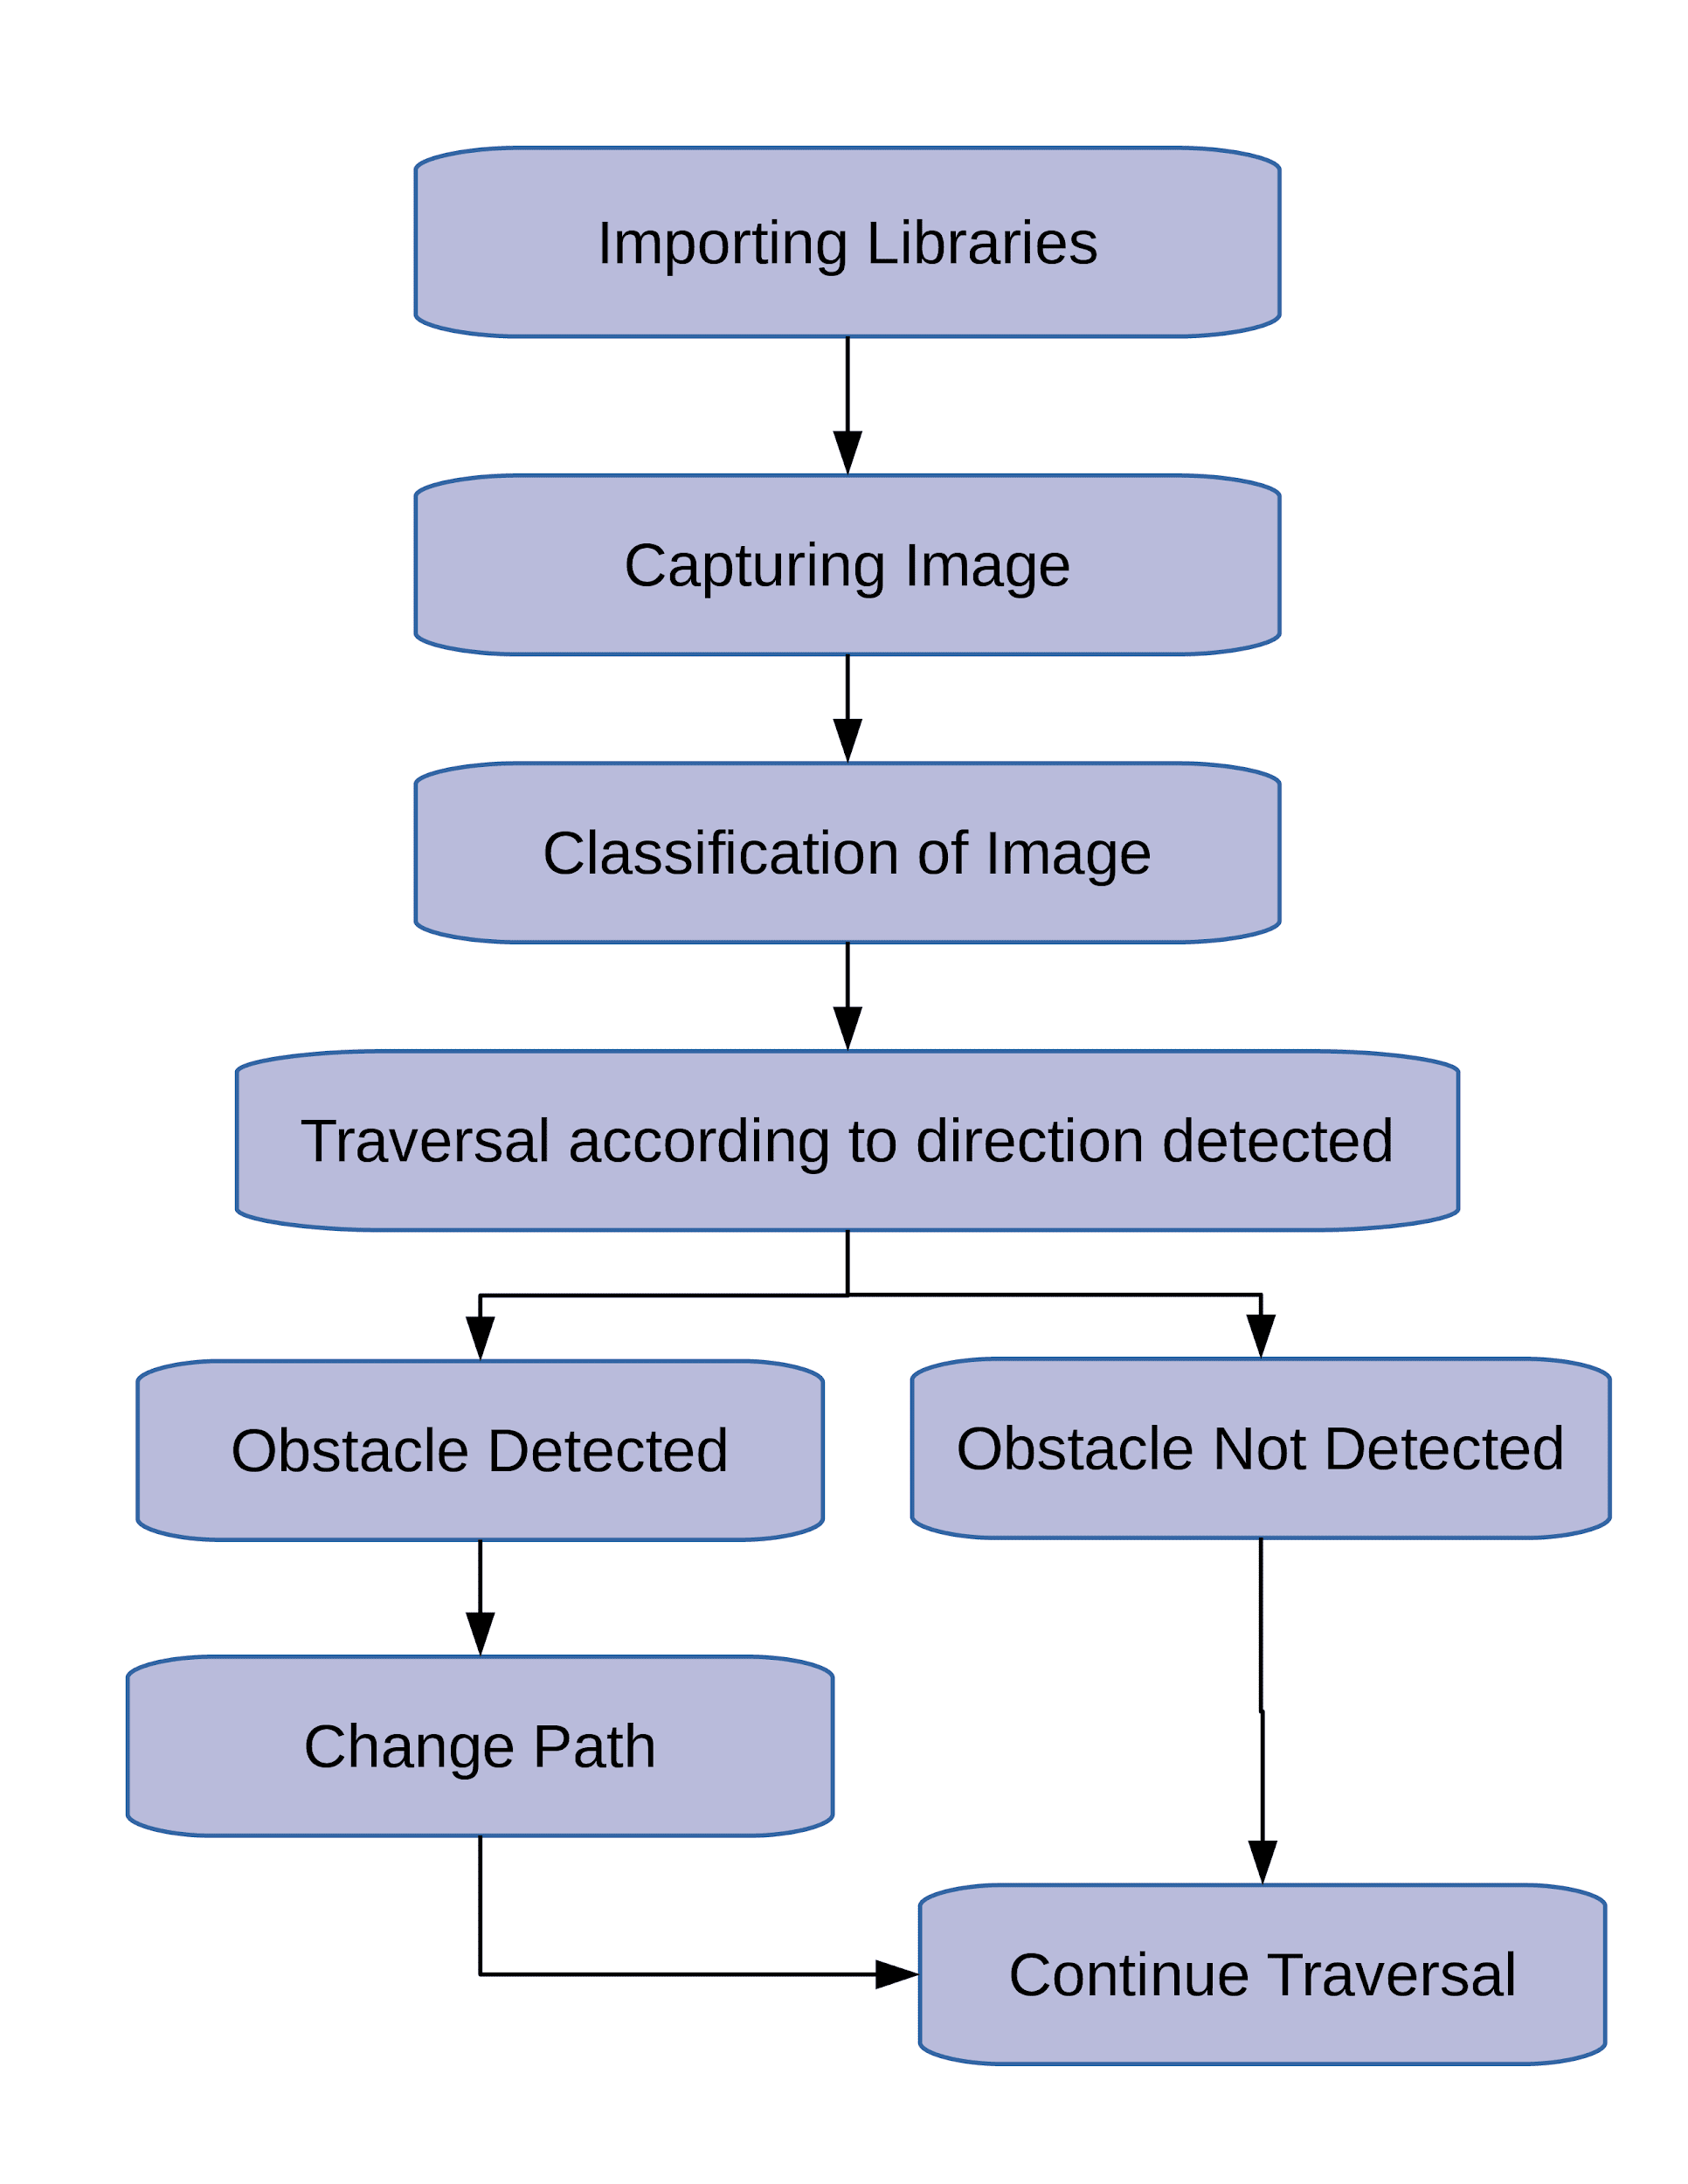 Importing Libraries
Capturing Image
Classification of Image
Traversal according to direction detected
Obstacle Detected
Obstacle Not Detected
Change Path
Continue Traversal